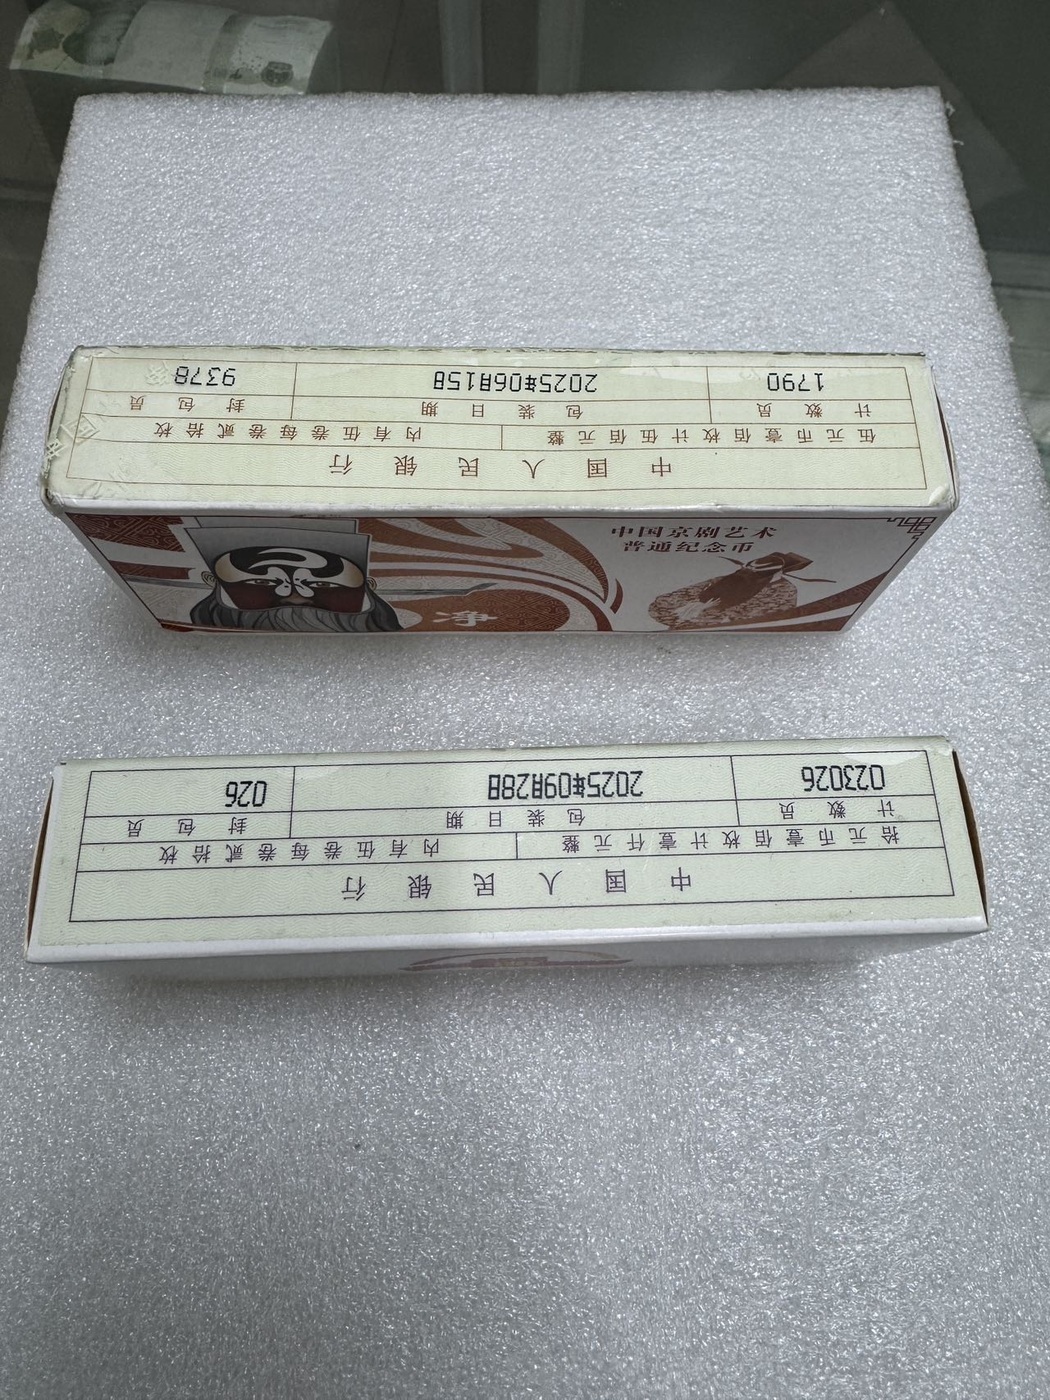 中国人民银行
伍元币壹佰枚计伍佰元整 内有伍卷每卷贰拾枚
计数员 包装日期 封包员
1790 2025年06月15日 9378
中国京剧艺术
普通纪念币
净
中国人民银行
拾元币壹佰枚计壹仟元整 内有伍卷每卷贰拾枚
计数员 包装日期 封包员
023026 2025年09月28日 026